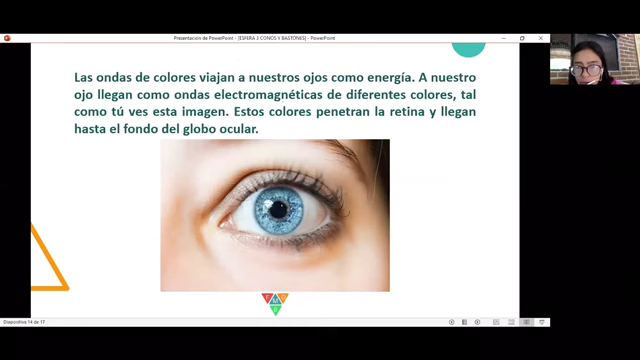 Presentación de PowerPoint - [ESFERA 3 CONOS Y BASTONES] - PowerPoint
Las ondas de colores viajan a nuestros ojos como energía. A nuestro
ojo llegan como ondas electromagnéticas de diferentes colores, tal
como tú ves esta imagen. Estos colores penetran la retina y llegan
hasta el fondo del globo ocular.
Diapositiva 14 de 17